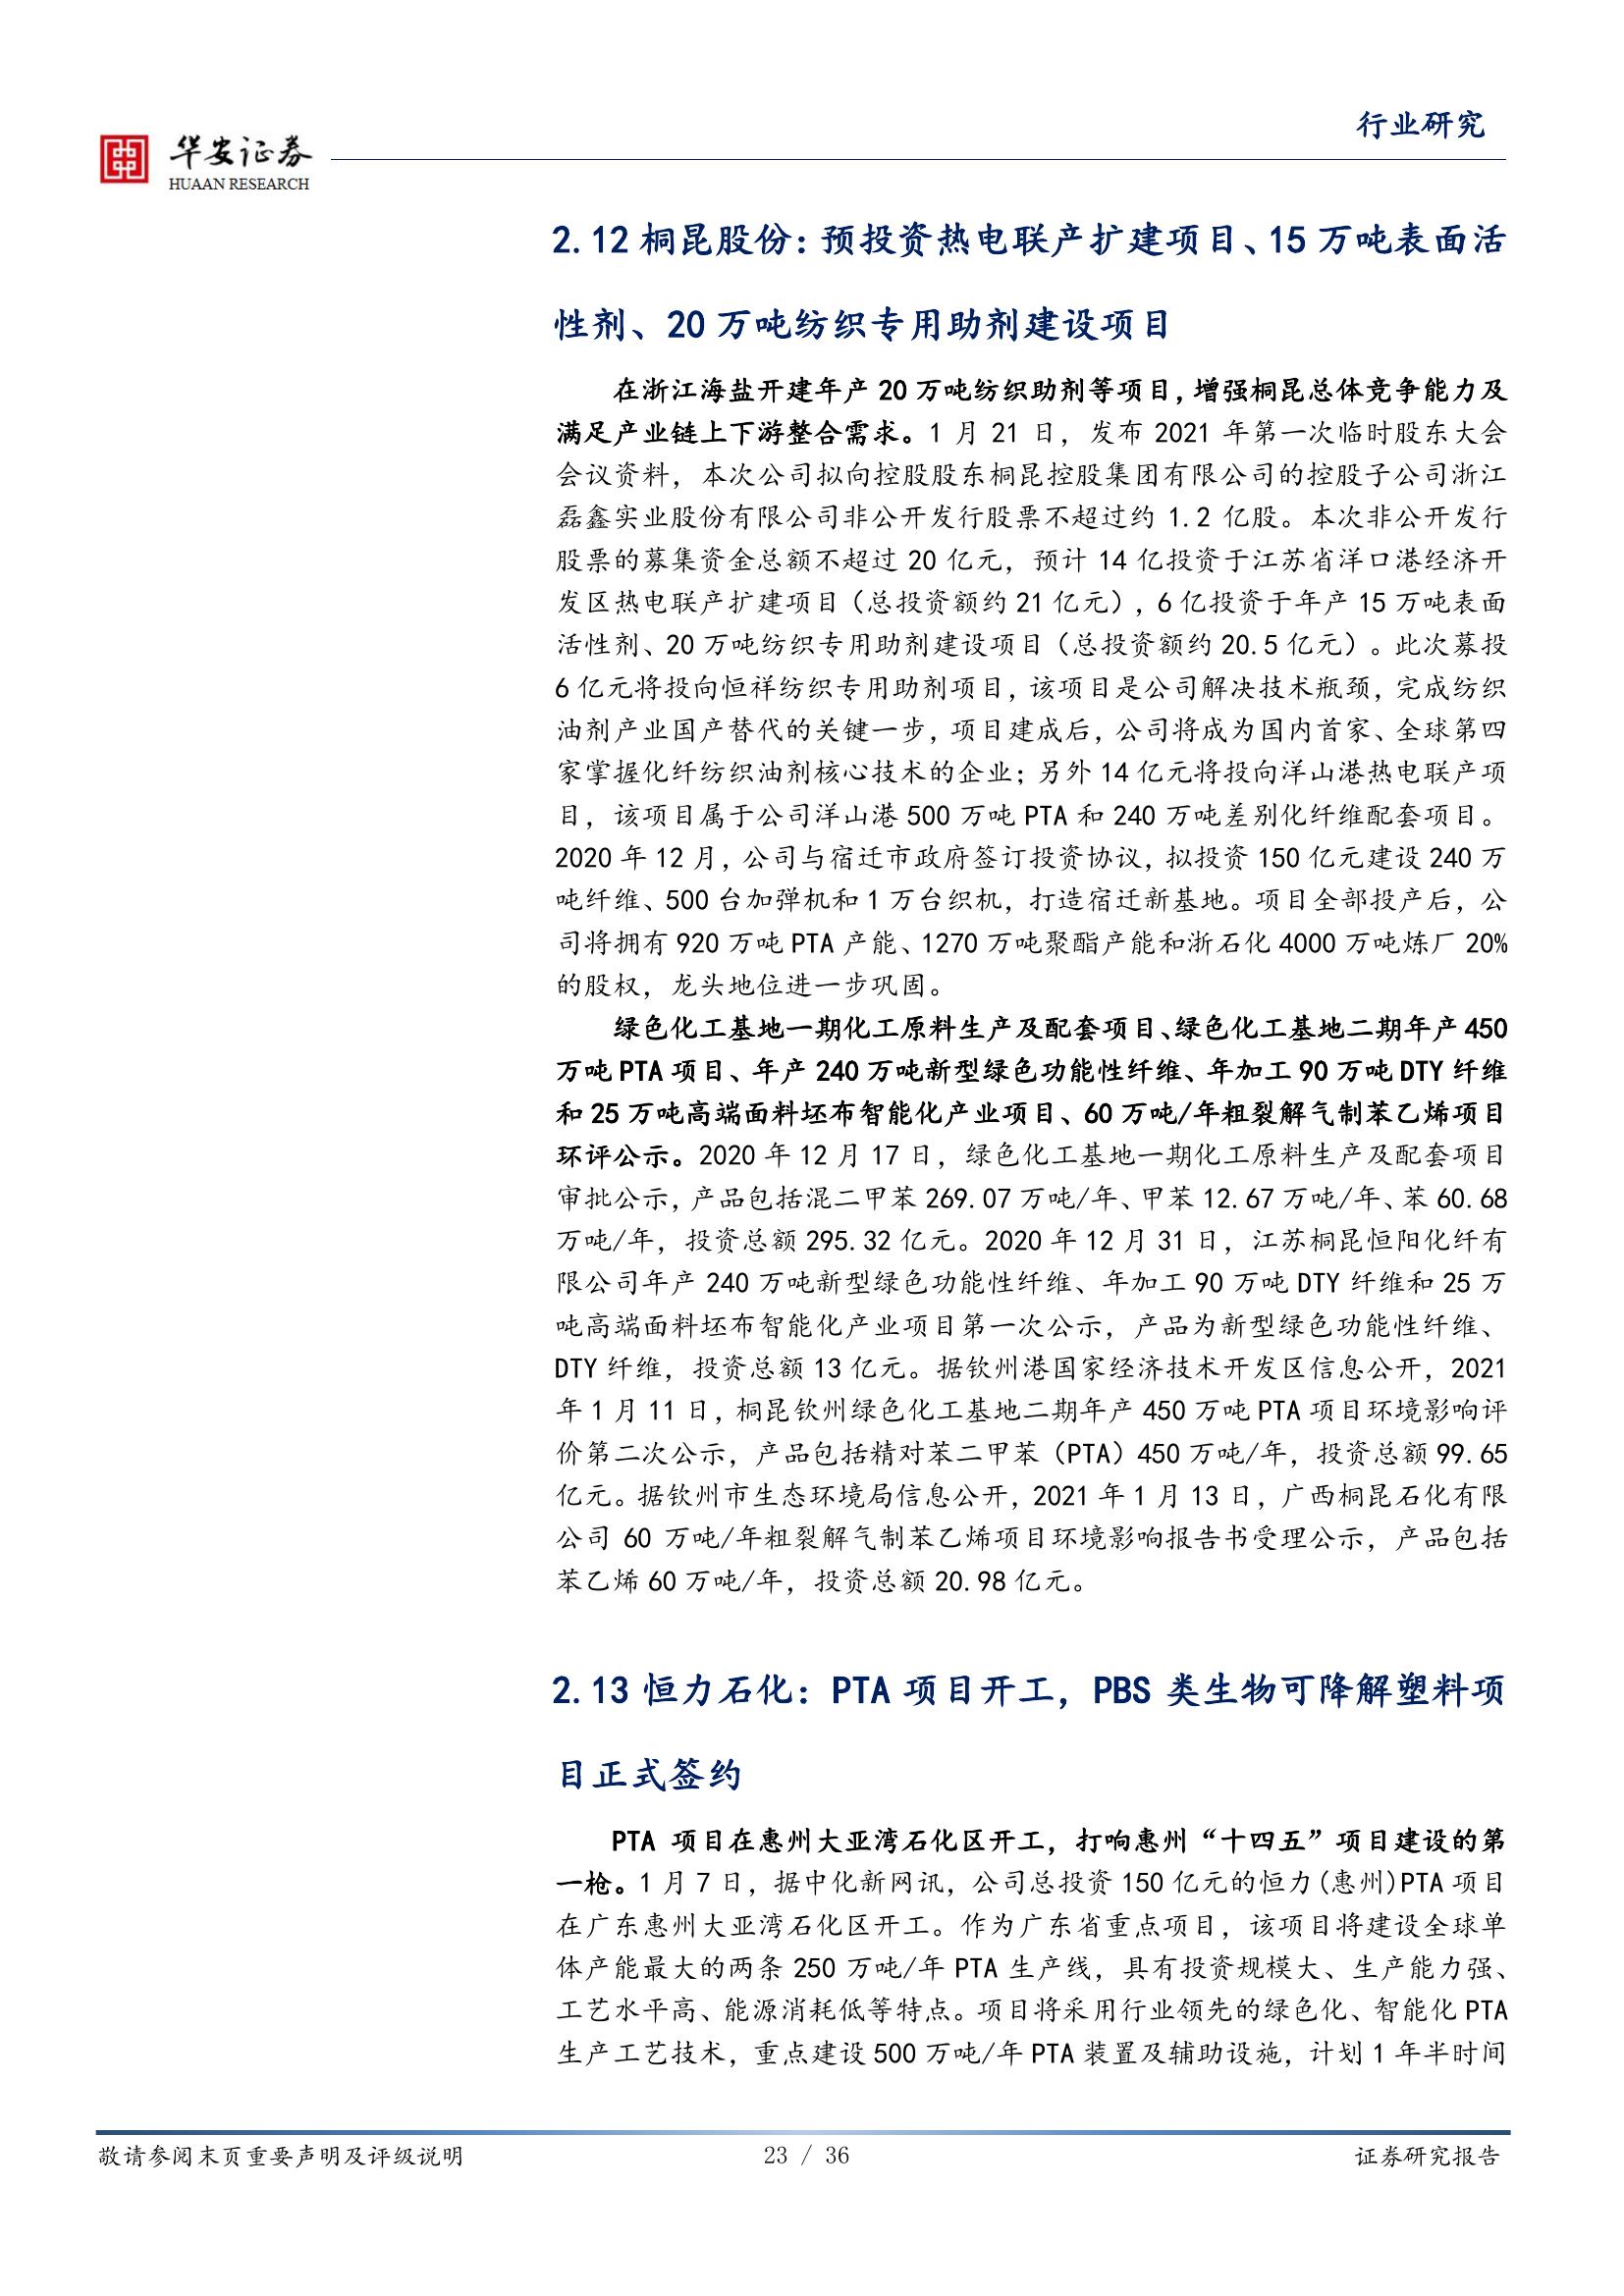 行业研究
华安证券
HUAAN RESEARCH
2.12 桐昆股份：预投资热电联产扩建项目、15 万吨表面活
性剂、20 万吨纺织专用助剂建设项目
在浙江海盐开建年产 20 万吨纺织助剂等项目，增强桐昆总体竞争能力及
满足产业链上下游整合需求。1 月 21 日，发布 2021 年第一次临时股东大会
会议资料，本次公司拟向控股股东桐昆控股集团有限公司的控股子公司浙江
磊鑫实业股份有限公司非公开发行股票不超过约 1.2 亿股。本次非公开发行
股票的募集资金总额不超过 20 亿元，预计 14 亿投资于江苏省洋口港经济开
发区热电联产扩建项目（总投资额约 21 亿元），6 亿投资于年产 15 万吨表面
活性剂、20 万吨纺织专用助剂建设项目（总投资额约 20.5 亿元）。此次募投
6 亿元将投向恒祥纺织专用助剂项目，该项目是公司解决技术瓶颈，完成纺织
油剂产业国产替代的关键一步，项目建成后，公司将成为国内首家、全球第四
家掌握化纤纺织油剂核心技术的企业；另外 14 亿元将投向洋山港热电联产项
目，该项目属于公司洋山港 500 万吨 PTA 和 240 万吨差别化纤维配套项目。
2020 年 12 月，公司与宿迁市政府签订投资协议，拟投资 150 亿元建设 240 万
吨纤维、500 台加弹机和 1 万台织机，打造宿迁新基地。项目全部投产后，公
司将拥有 920 万吨 PTA 产能、1270 万吨聚酯产能和浙石化 4000 万吨炼厂 20%
的股权，龙头地位进一步巩固。
绿色化工基地一期化工原料生产及配套项目、绿色化工基地二期年产 450
万吨 PTA 项目、年产 240 万吨新型绿色功能性纤维、年加工 90 万吨 DTY 纤维
和 25 万吨高端面料坯布智能化产业项目、60 万吨/年粗裂解气制苯乙烯项目
环评公示。2020 年 12 月 17 日，绿色化工基地一期化工原料生产及配套项目
审批公示，产品包括混二甲苯 269.07 万吨/年、甲苯 12.67 万吨/年、苯 60.68
万吨/年，投资总额 295.32 亿元。2020 年 12 月 31 日，江苏桐昆恒阳化纤有
限公司年产 240 万吨新型绿色功能性纤维、年加工 90 万吨 DTY 纤维和 25 万
吨高端面料坯布智能化产业项目第一次公示，产品为新型绿色功能性纤维、
DTY 纤维，投资总额 13 亿元。据钦州港国家经济技术开发区信息公开，2021
年 1 月 11 日，桐昆钦州绿色化工基地二期年产 450 万吨 PTA 项目环境影响评
价第二次公示，产品包括精对苯二甲苯（PTA）450 万吨/年，投资总额 99.65
亿元。据钦州市生态环境局信息公开，2021 年 1 月 13 日，广西桐昆石化有限
公司 60 万吨/年粗裂解气制苯乙烯项目环境影响报告书受理公示，产品包括
苯乙烯 60 万吨/年，投资总额 20.98 亿元。
2.13 恒力石化：PTA 项目开工，PBS 类生物可降解塑料项
目正式签约
PTA 项目在惠州大亚湾石化区开工，打响惠州“十四五”项目建设的第
一枪。1 月 7 日，据中化新网讯，公司总投资 150 亿元的恒力(惠州)PTA 项目
在广东惠州大亚湾石化区开工。作为广东省重点项目，该项目将建设全球单
体产能最大的两条 250 万吨/年 PTA 生产线，具有投资规模大、生产能力强、
工艺水平高、能源消耗低等特点。项目将采用行业领先的绿色化、智能化 PTA
生产工艺技术，重点建设 500 万吨/年 PTA 装置及辅助设施，计划 1 年半时间
敬请参阅末页重要声明及评级说明
23 / 36
证券研究报告